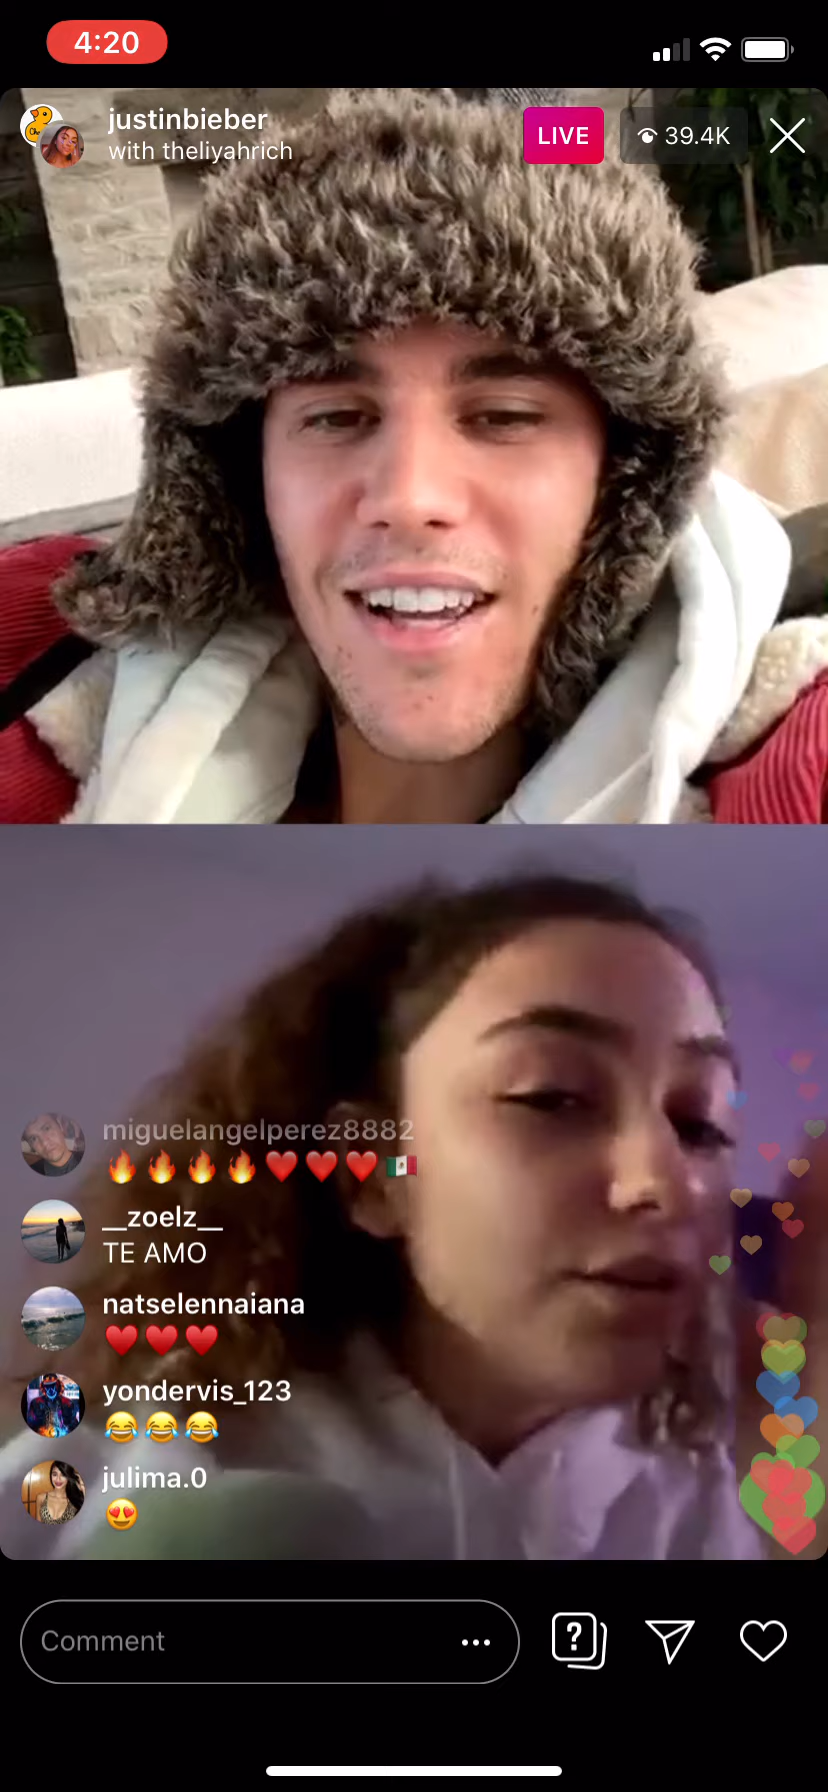 4:20
justinbieber
with theliyahrich
LIVE
39.4K
miguelangelperez8882
🔥🔥🔥🔥❤️❤️❤️🇲🇽
__zoelz__
TE AMO
natselennaiana
❤️❤️❤️
yondervis_123
😂😂😂
julima.0
😍
Comment
?